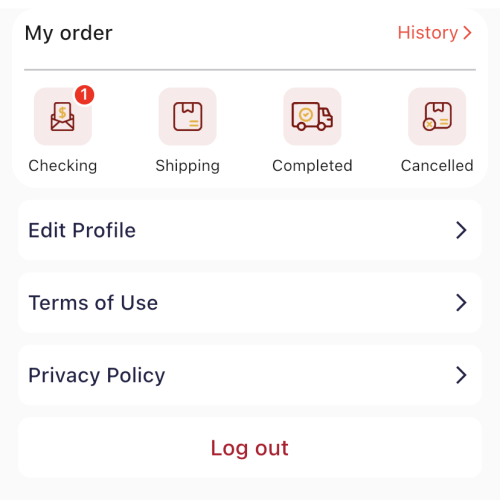 My order
History
1
Checking
Shipping
Completed
Cancelled
Edit Profile
Terms of Use
Privacy Policy
Log out